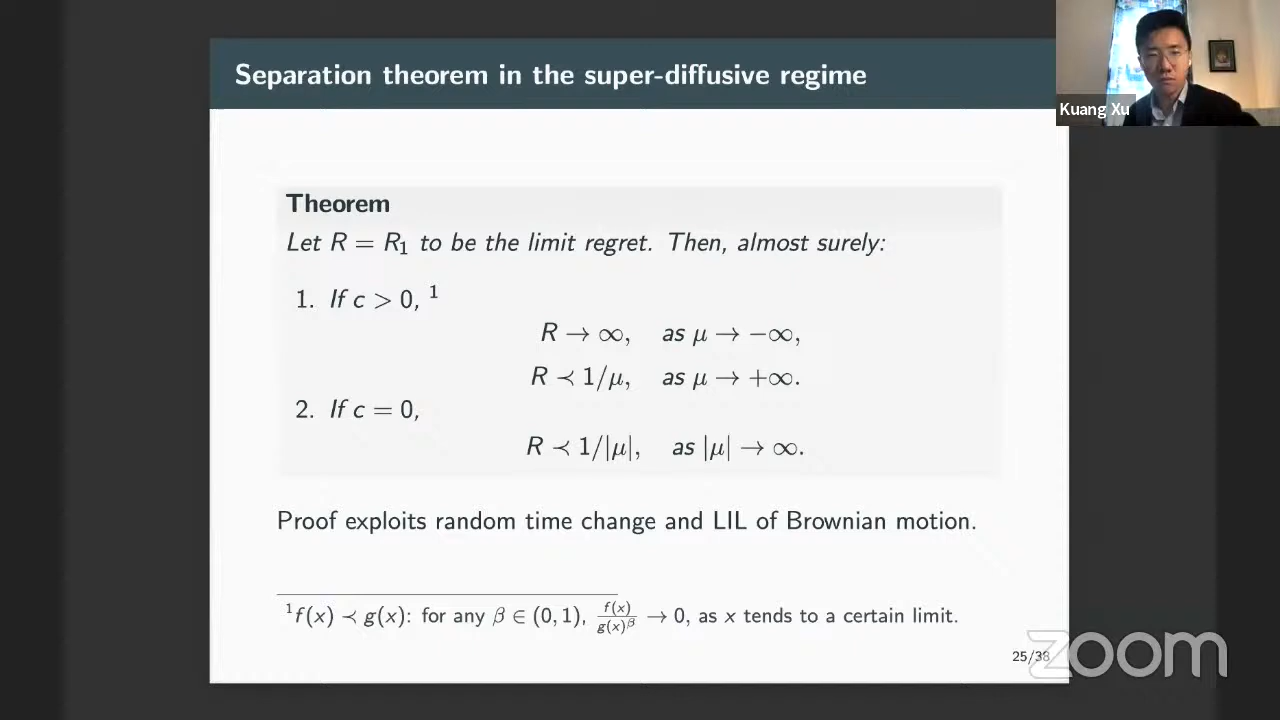 Separation theorem in the super-diffusive regime
Kuang Xu
Theorem
Let R = R₁ to be the limit regret. Then, almost surely:
1. If c > 0, ¹
R → ∞, as μ → −∞,
R ≺ 1/μ, as μ → +∞.
2. If c = 0,
R ≺ 1/|μ|, as |μ| → ∞.
Proof exploits random time change and LIL of Brownian motion.
¹f(x) ≺ g(x): for any β ∈ (0, 1), f(x)/g(x)^β → 0, as x tends to a certain limit.
25/38
zoom